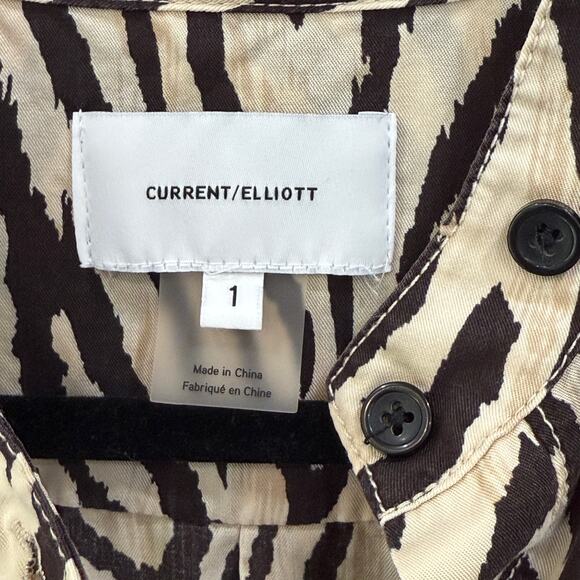 CURRENT/ELLIOTT
1
Made in China
Fabriqué en Chine